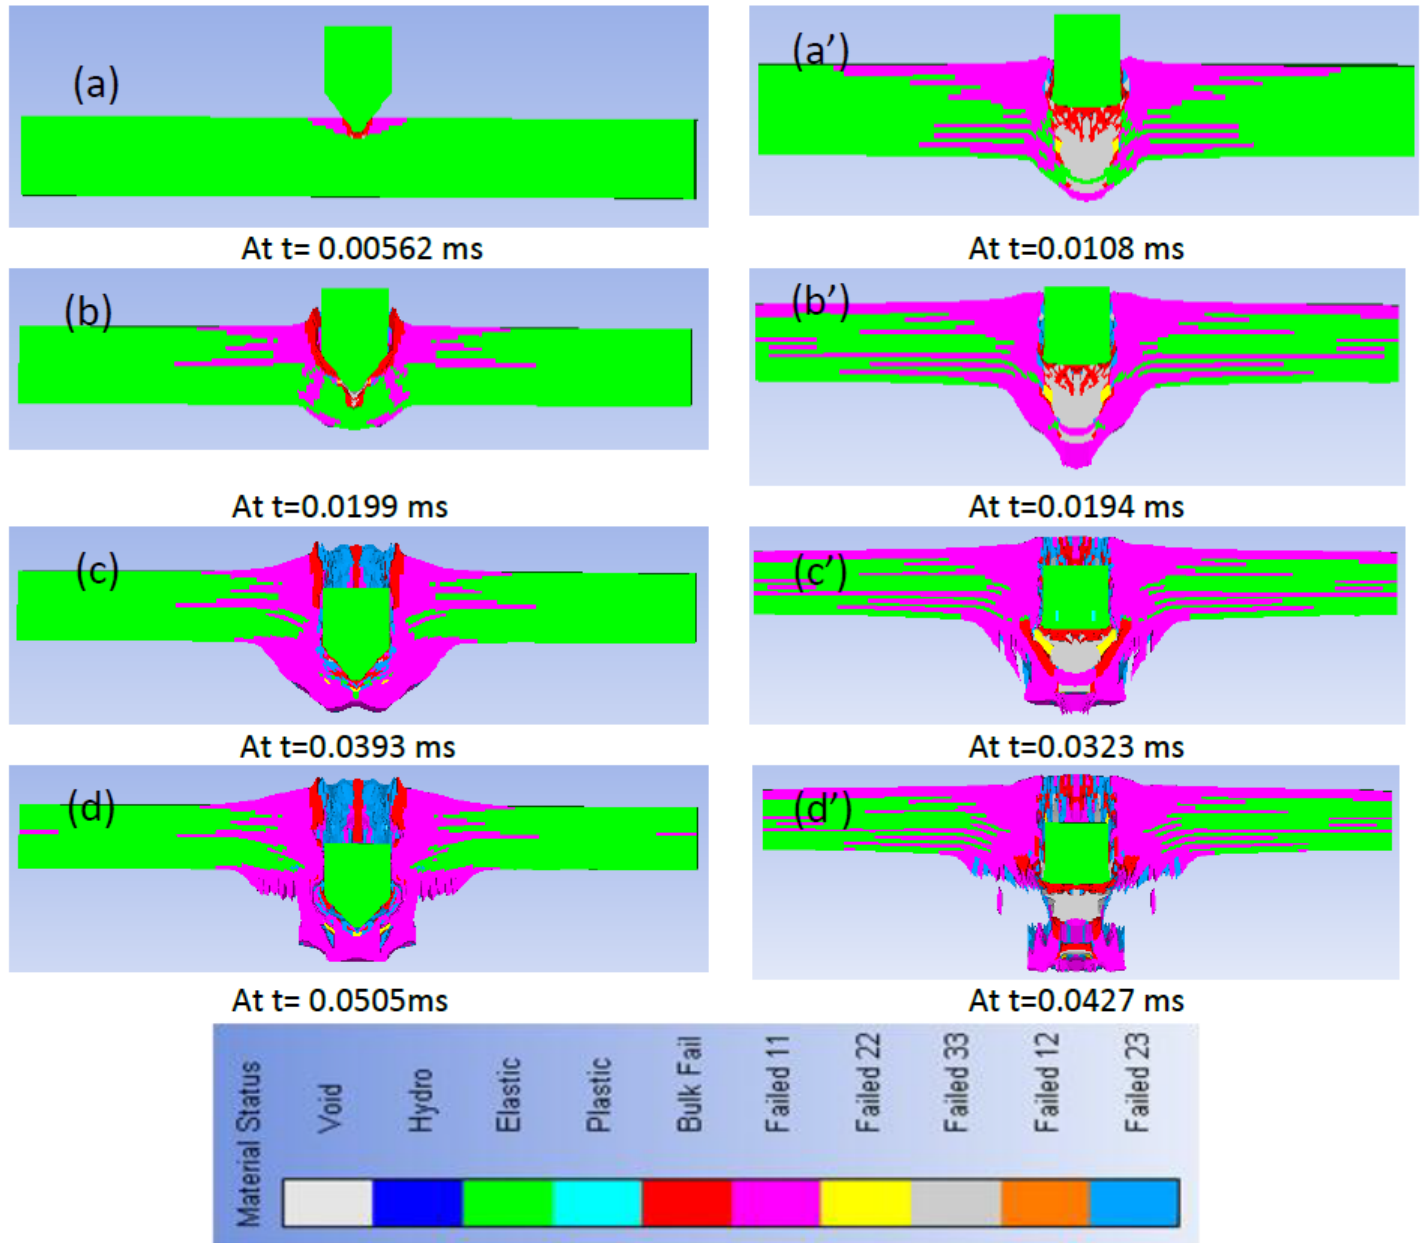 (a)
(a’)
At t= 0.00562 ms
At t=0.0108 ms
(b)
(b’)
At t=0.0199 ms
At t=0.0194 ms
(c)
(c’)
At t=0.0393 ms
At t=0.0323 ms
(d)
(d’)
At t= 0.0505ms
At t=0.0427 ms
Material Status
Void
Hydro
Elastic
Plastic
Bulk Fail
Failed 11
Failed 22
Failed 33
Failed 12
Failed 23